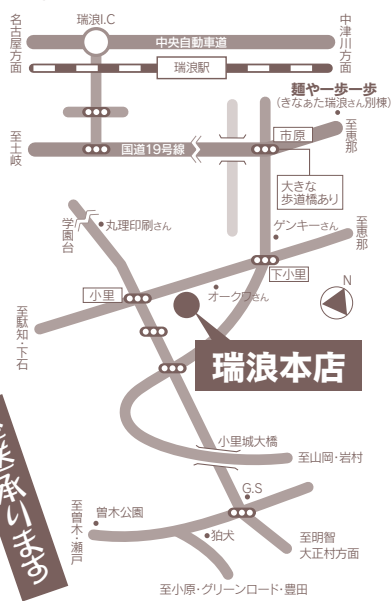 瑞浪I.C
名古屋方面
中央自動車道
中津川方面
瑞浪駅
麺や一歩一歩
(きなぁた瑞浪さん別棟)
市原
至恵那
至土岐
国道19号線
大きな
歩道橋あり
学園台
丸理印刷さん
ゲンキーさん
至恵那
下小里
小里
オークワさん
N
至駄知・下石
瑞浪本店
小里城大橋
至山岡・岩村
G.S
至曽木・瀬戸
曽木公園
狛犬
至明智
大正村方面
至小原・グリーンロード・豊田
送承ります